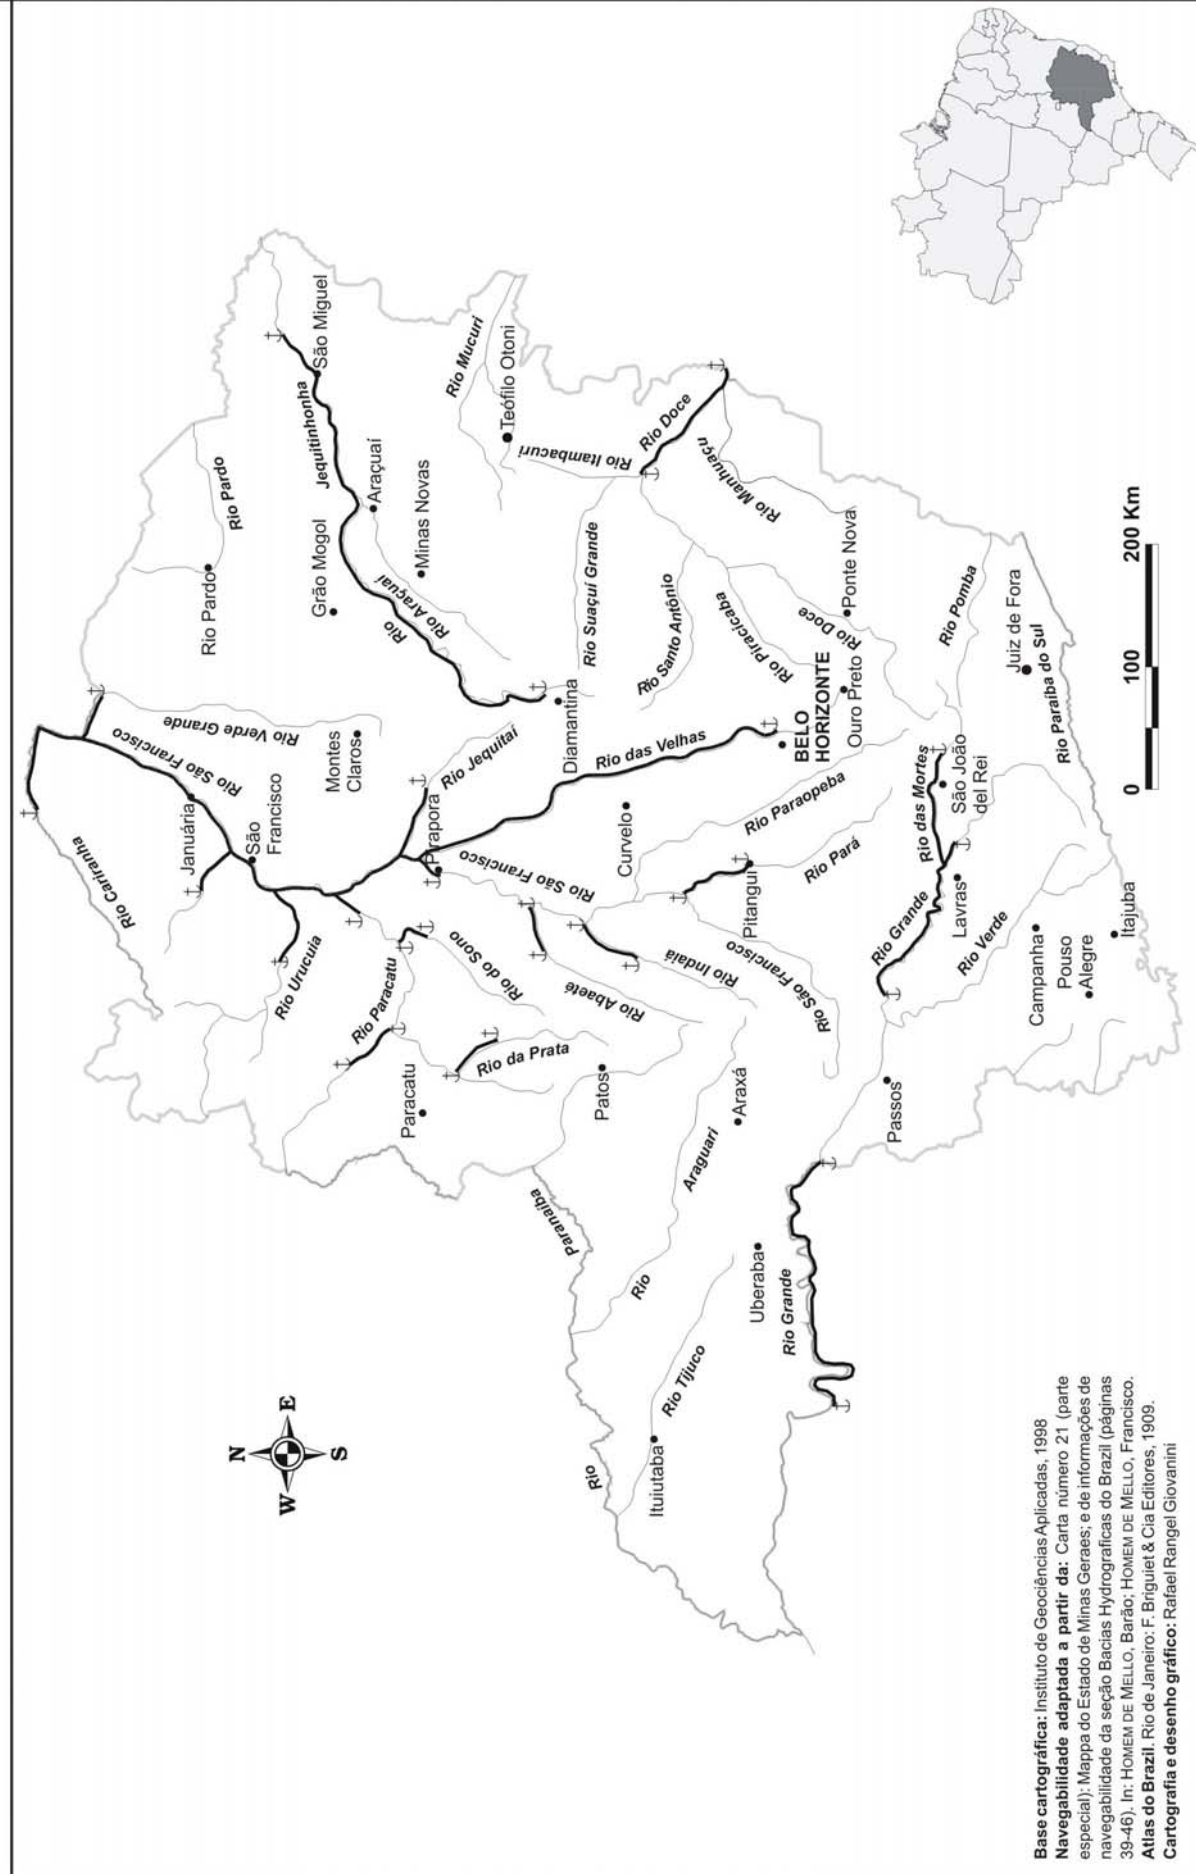 N
W
E
S
Rio Cariranha
Rio São Francisco
Januária
São
Francisco
Rio Verde Grande
Montes
Claros
Rio Pardo
Rio Pardo
Grão Mogol
Jequitinhonha
Rio
São Miguel
Araçuaí
Minas Novas
Rio Araçuaí
Rio Urucuia
Rio Paracatu
Paracatu
Rio do Sono
Rio da Prata
Pirapora
Rio Jequitaí
Rio São Francisco
Diamantina
Rio Mucuri
Teófilo Otoni
Rio Itambacuri
Rio Suaçuí Grande
Rio Doce
Rio Manhuaçu
Rio Santo Antônio
Rio Piracicaba
Rio Doce
Ponte Nova
Rio das Velhas
Curvelo
BELO
HORIZONTE
Ouro Preto
Rio Paraopeba
Rio Pará
Pitangui
Rio Abaeté
Rio Indaiá
Rio São Francisco
Patos
Paranaíba
Rio
Araguari
Rio
Araxá
Uberaba
Rio Tijuco
Ituiutaba
Rio Grande
Passos
Rio Grande
Lavras
Rio das Mortes
São João
del Rei
Rio Verde
Campanha
Pouso
Alegre
Itajubá
Rio Pomba
Juiz de Fora
Rio Paraíba do Sul
0 100 200 Km
Base cartográfica: Instituto de Geociências Aplicadas, 1998
Navegabilidade adaptada a partir da: Carta número 21 (parte
especial): Mappa do Estado de Minas Geraes; e de informações de
navegabilidade da seção Bacias Hydrograficas do Brazil (páginas
39-46). In: HOMEM DE MELLO, Barão; HOMEM DE MELLO, Francisco.
Atlas do Brazil. Rio de Janeiro: F. Briguiet & Cia Editores, 1909.
Cartografia e desenho gráfico: Rafael Rangel Giovanini